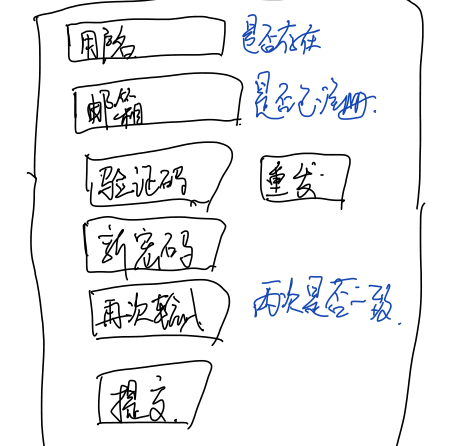 用户名 是否存在
邮箱 是否已注册.
验证码 重发
新密码
再次输入 两次是否一致.
提交.